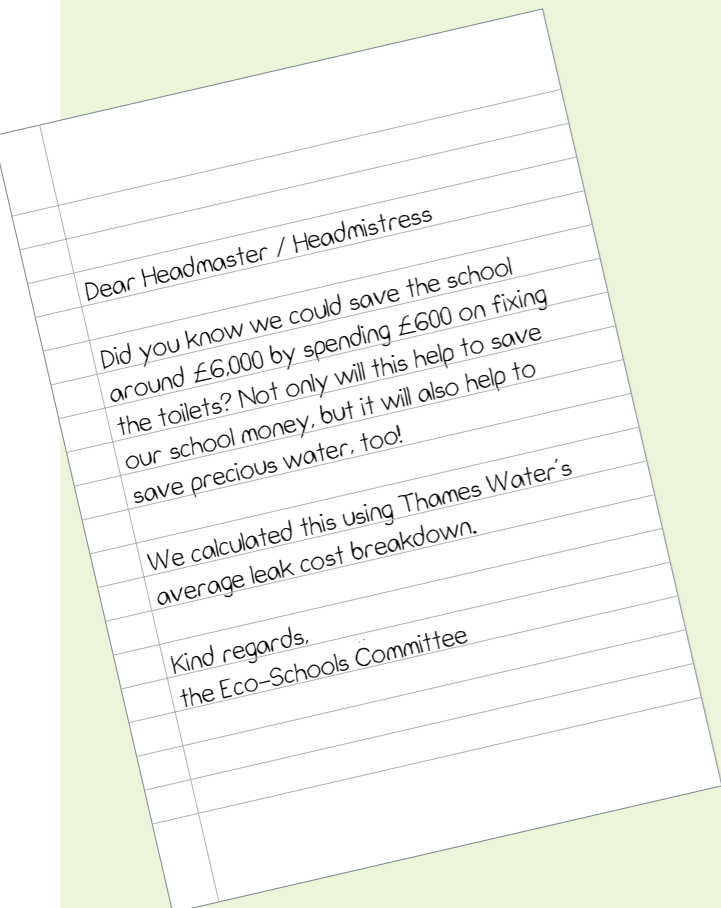 Dear Headmaster / Headmistress
Did you know we could save the school
around £6,000 by spending £600 on fixing
the toilets? Not only will this help to save
our school money, but it will also help to
save precious water, too!
We calculated this using Thames Water's
average leak cost breakdown.
Kind regards,
the Eco-Schools Committee